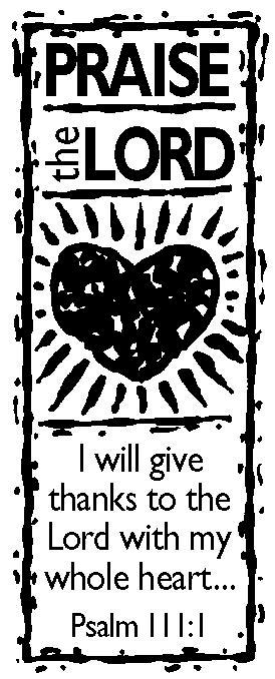 PRAISE
the LORD
I will give
thanks to the
Lord with my
whole heart...
Psalm 111:1